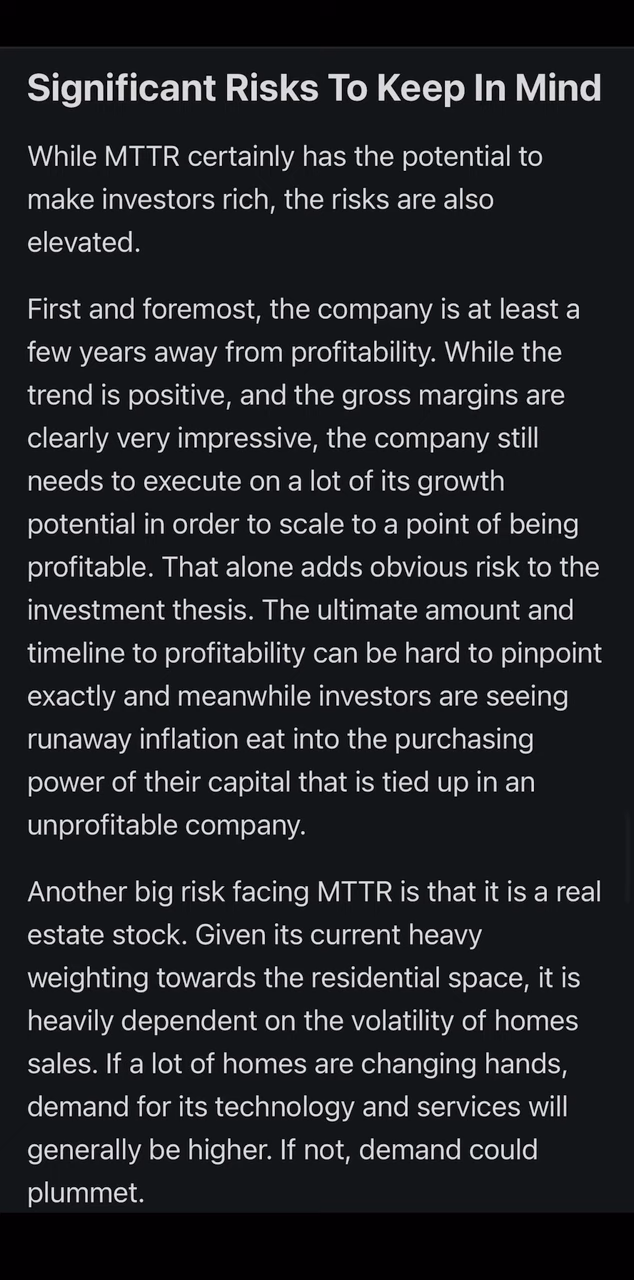 Significant Risks To Keep In Mind
While MTTR certainly has the potential to
make investors rich, the risks are also
elevated.
First and foremost, the company is at least a
few years away from profitability. While the
trend is positive, and the gross margins are
clearly very impressive, the company still
needs to execute on a lot of its growth
potential in order to scale to a point of being
profitable. That alone adds obvious risk to the
investment thesis. The ultimate amount and
timeline to profitability can be hard to pinpoint
exactly and meanwhile investors are seeing
runaway inflation eat into the purchasing
power of their capital that is tied up in an
unprofitable company.
Another big risk facing MTTR is that it is a real
estate stock. Given its current heavy
weighting towards the residential space, it is
heavily dependent on the volatility of homes
sales. If a lot of homes are changing hands,
demand for its technology and services will
generally be higher. If not, demand could
plummet.